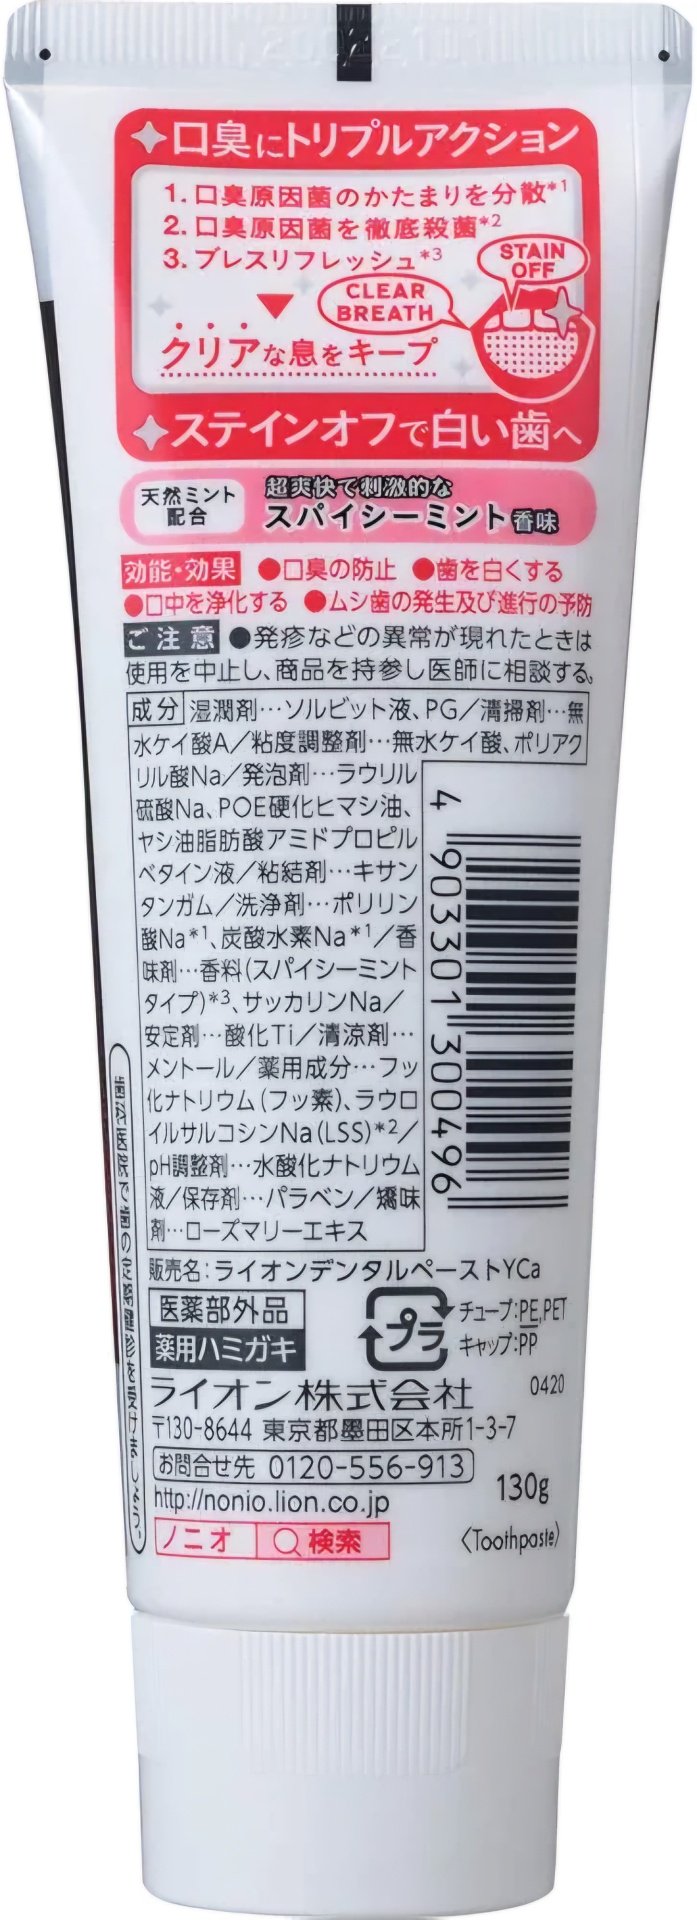 口臭にトリプルアクション
1. 口臭原因菌のかたまりを分散*1
2. 口臭原因菌を徹底殺菌*2
3. ブレスリフレッシュ*3
STAIN
OFF
CLEAR
BREATH
クリアな息をキープ
ステインオフで白い歯へ
天然ミント
配合
超爽快で刺激的な
スパイシーミント香味
効能・効果 ●口臭の防止 ●歯を白くする
●口中を浄化する ●ムシ歯の発生及び進行の予防
ご注意 ●発疹などの異常が現れたときは
使用を中止し、商品を持参し医師に相談する。
成分 湿潤剤…ソルビット液、PG/清掃剤…無
水ケイ酸A/粘度調整剤…無水ケイ酸、ポリアク
リル酸Na/発泡剤…ラウリル
硫酸Na、POE硬化ヒマシ油、
ヤシ油脂肪酸アミドプロピル
ベタイン液/粘結剤…キサン
タンガム/洗浄剤…ポリリン
酸Na*1、炭酸水素Na*1/香
味剤…香料(スパイシーミント
タイプ)*3、サッカリンNa/
安定剤…酸化Ti/清涼剤…
メントール/薬用成分…フッ
化ナトリウム(フッ素)、ラウロ
イルサルコシンNa(LSS)*2/
pH調整剤…水酸化ナトリウム
液/保存剤…パラベン/矯味
剤…ローズマリーエキス
4 903301 300496
販売名:ライオンデンタルペーストYCa
医薬部外品
薬用ハミガキ
プラ
チューブ:PE,PET
キャップ:PP
ライオン株式会社
0420
〒130-8644 東京都墨田区本所1-3-7
お問合せ先 0120-556-913
http://nonio.lion.co.jp
130g
ノニオ 検索
〈Toothpaste〉